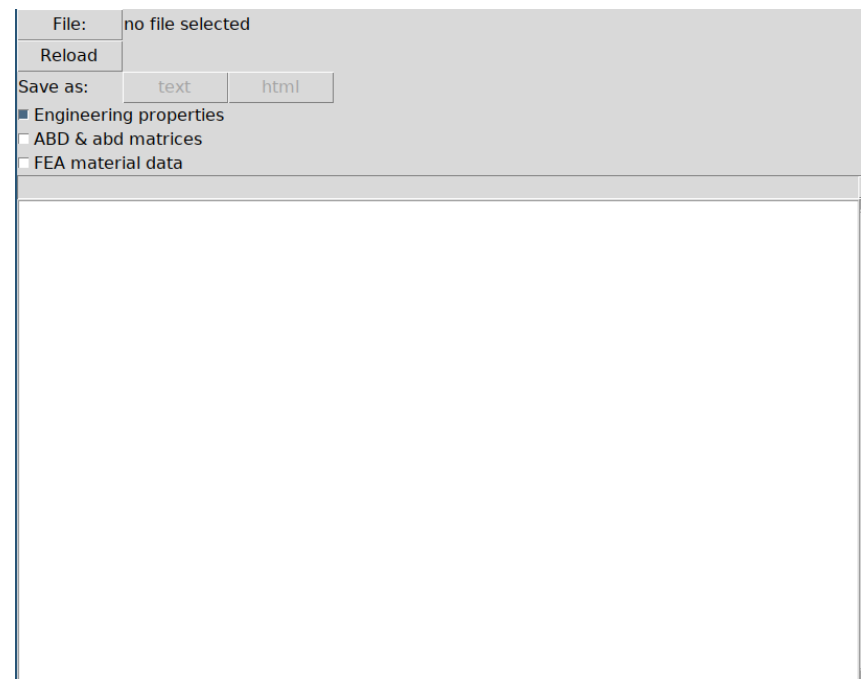 File: no file selected
Reload
Save as: text html
Engineering properties
ABD & abd matrices
FEA material data